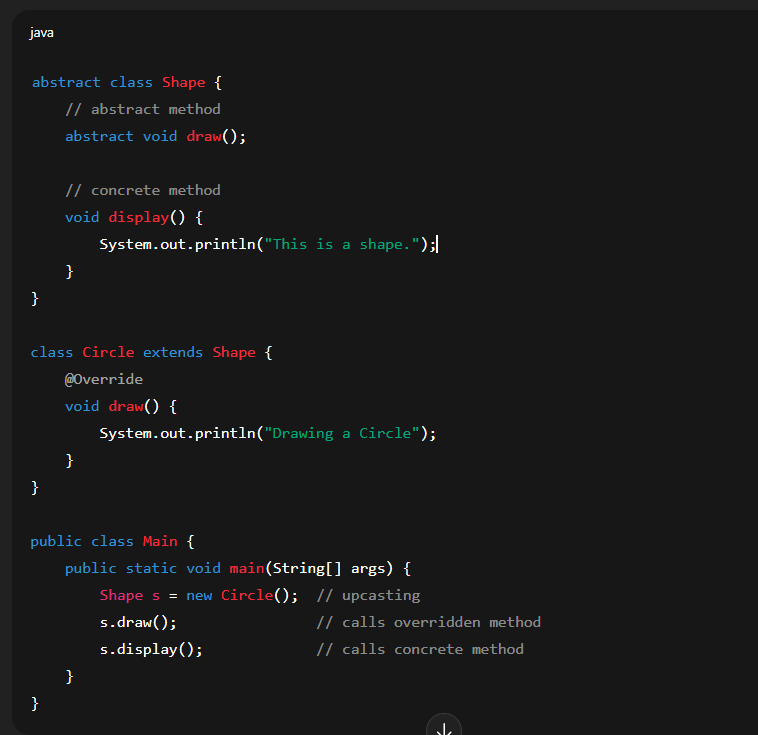 java
abstract class Shape {
    // abstract method
    abstract void draw();
    // concrete method
    void display() {
        System.out.println("This is a shape.");
    }
}
class Circle extends Shape {
    @Override
    void draw() {
        System.out.println("Drawing a Circle");
    }
}
public class Main {
    public static void main(String[] args) {
        Shape s = new Circle();  // upcasting
        s.draw();                // calls overridden method
        s.display();             // calls concrete method
    }
}